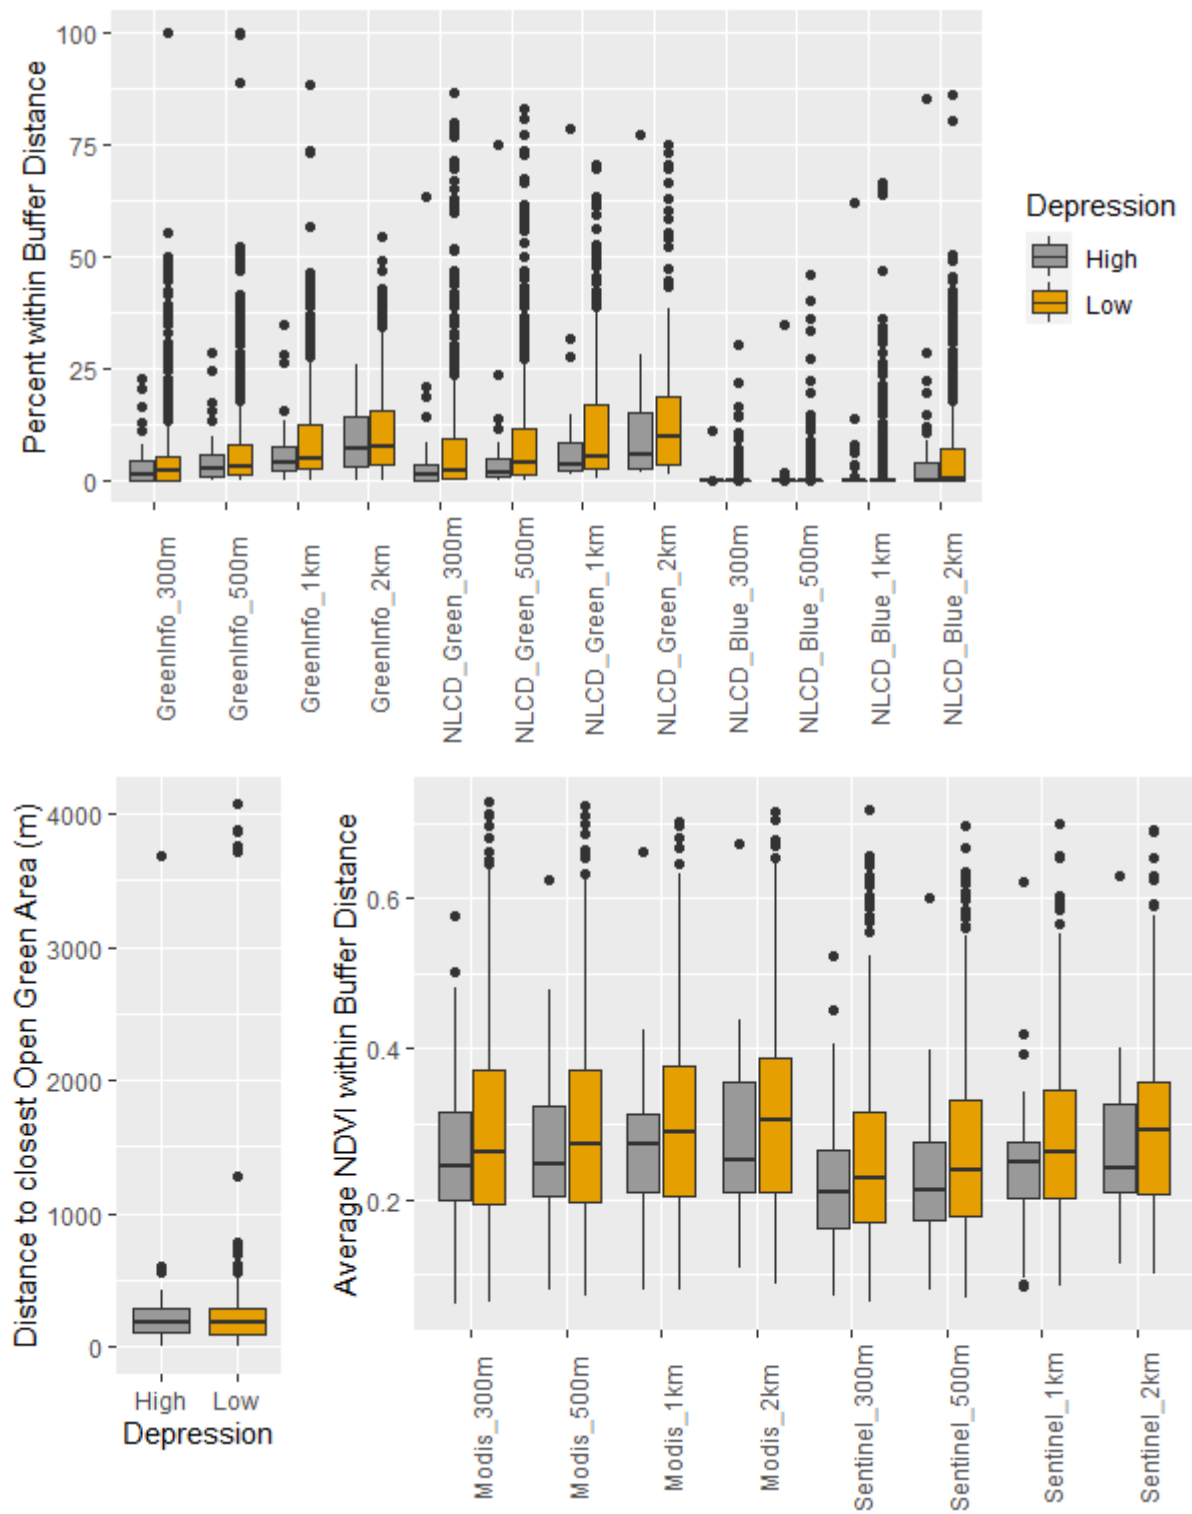 Percent within Buffer Distance
100
75
50
25
0
GreenInfo_300m
GreenInfo_500m
GreenInfo_1km
GreenInfo_2km
NLCD_Green_300m
NLCD_Green_500m
NLCD_Green_1km
NLCD_Green_2km
NLCD_Blue_300m
NLCD_Blue_500m
NLCD_Blue_1km
NLCD_Blue_2km
Depression
High
Low
Distance to closest Open Green Area (m)
4000
3000
2000
1000
0
High Low
Depression
Average NDVI within Buffer Distance
0.6
0.4
0.2
Modis_300m
Modis_500m
Modis_1km
Modis_2km
Sentinel_300m
Sentinel_500m
Sentinel_1km
Sentinel_2km